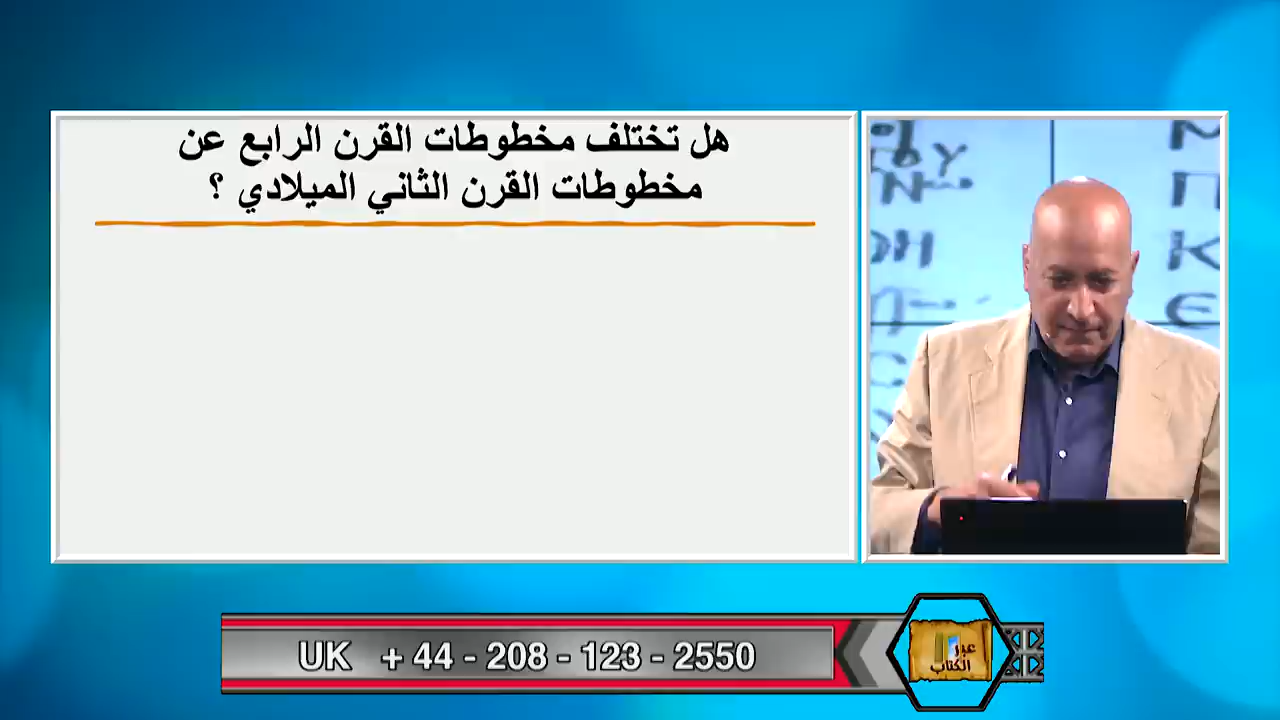 هل تختلف مخطوطات القرن الرابع عن
مخطوطات القرن الثاني الميلادي ؟
UK + 44 - 208 - 123 - 2550
عبر
الكتاب